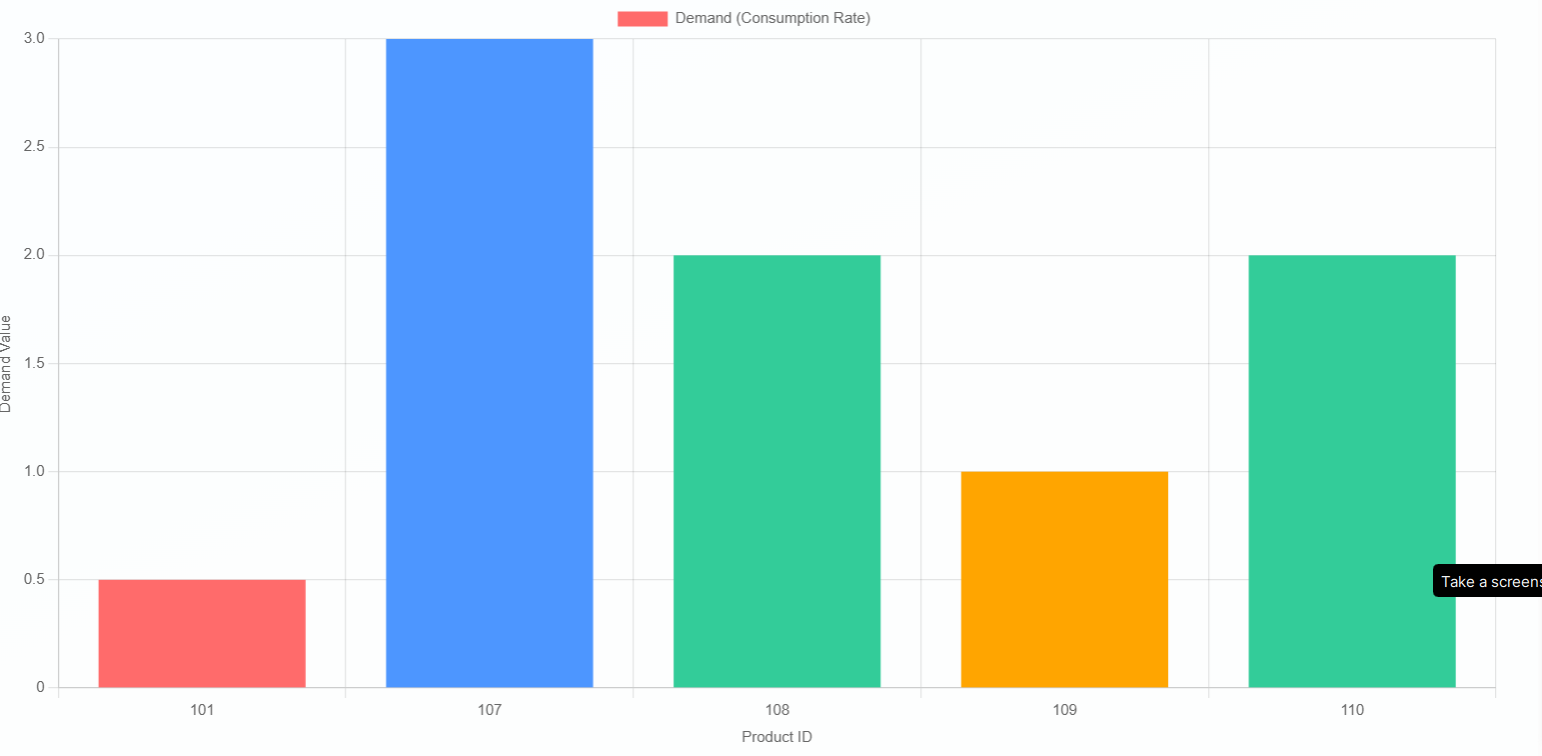 Demand (Consumption Rate)
3.0
2.5
2.0
1.5
1.0
0.5
0
Demand Value
101 107 108 109 110
Product ID
Take a screens